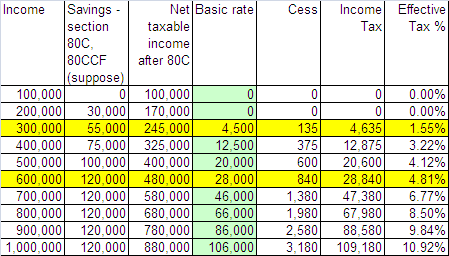 Income Savings - section 80C, 80CCF (suppose) Net taxable income after 80C Basic rate Cess Income Tax Effective Tax %
100,000 0 100,000 0 0 0 0.00%
200,000 30,000 170,000 0 0 0 0.00%
300,000 55,000 245,000 4,500 135 4,635 1.55%
400,000 75,000 325,000 12,500 375 12,875 3.22%
500,000 100,000 400,000 20,000 600 20,600 4.12%
600,000 120,000 480,000 28,000 840 28,840 4.81%
700,000 120,000 580,000 46,000 1,380 47,380 6.77%
800,000 120,000 680,000 66,000 1,980 67,980 8.50%
900,000 120,000 780,000 86,000 2,580 88,580 9.84%
1,000,000 120,000 880,000 106,000 3,180 109,180 10.92%